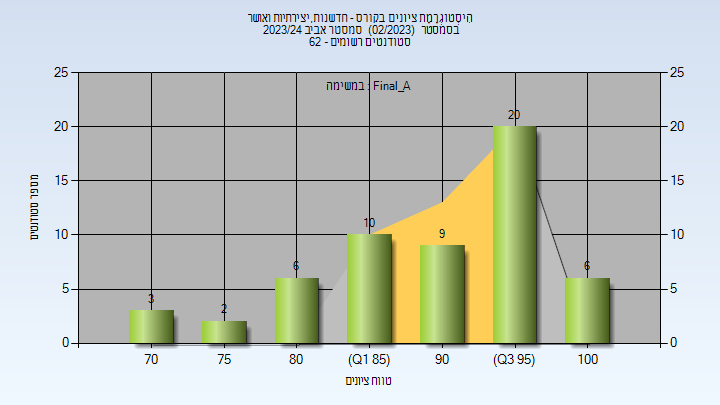 היסטוגרמת ציונים בקורס - חדשנות,יצירתיות ואושר
בסמסטר (02/2023) סמסטר אביב 2023/24
סטודנטים רשומים - 62
במשימה : Final_A
25 25
20 20
15 15
10 10
5 5
0 0
3 2 6 10 9 20 6
70 75 80 (Q1 85) 90 (Q3 95) 100
מספר סטודנטים
טווח ציונים